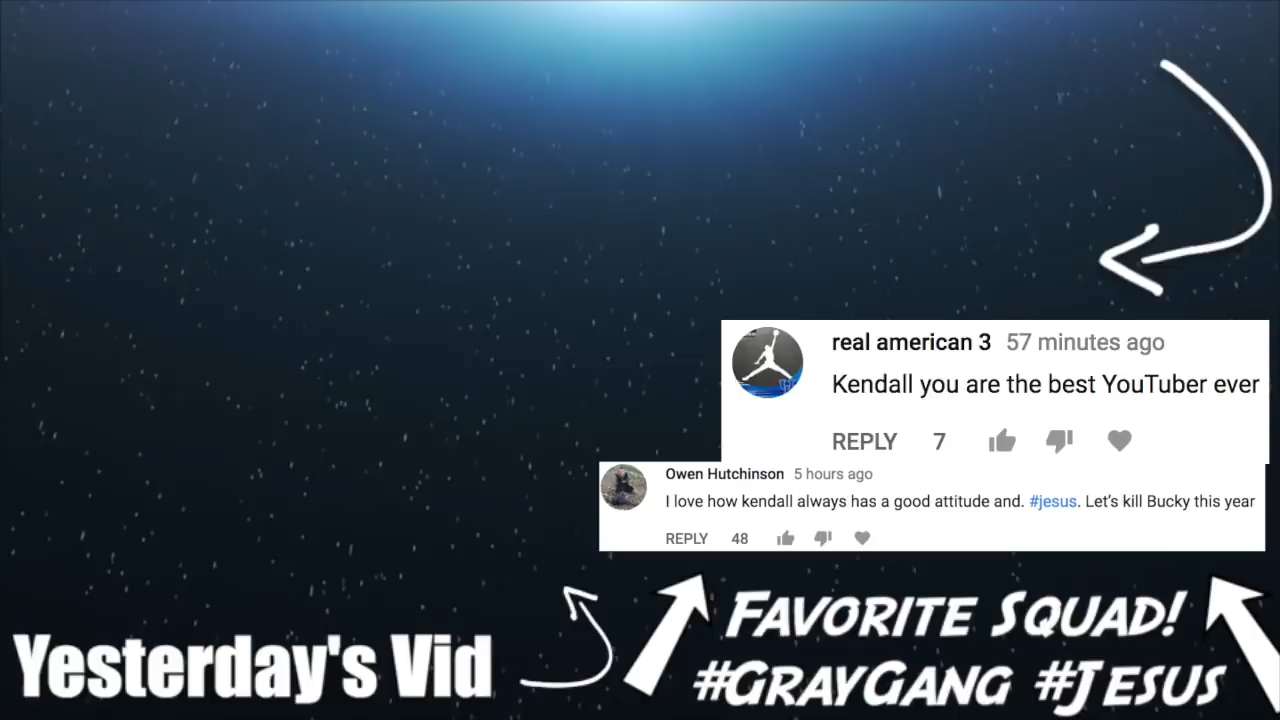 real american 3 57 minutes ago
Kendall you are the best YouTuber ever
REPLY 7
Owen Hutchinson 5 hours ago
I love how kendall always has a good attitude and. #jesus. Let's kill Bucky this year
REPLY 48
Favorite Squad!
#GrayGang #Jesus
Yesterday's Vid